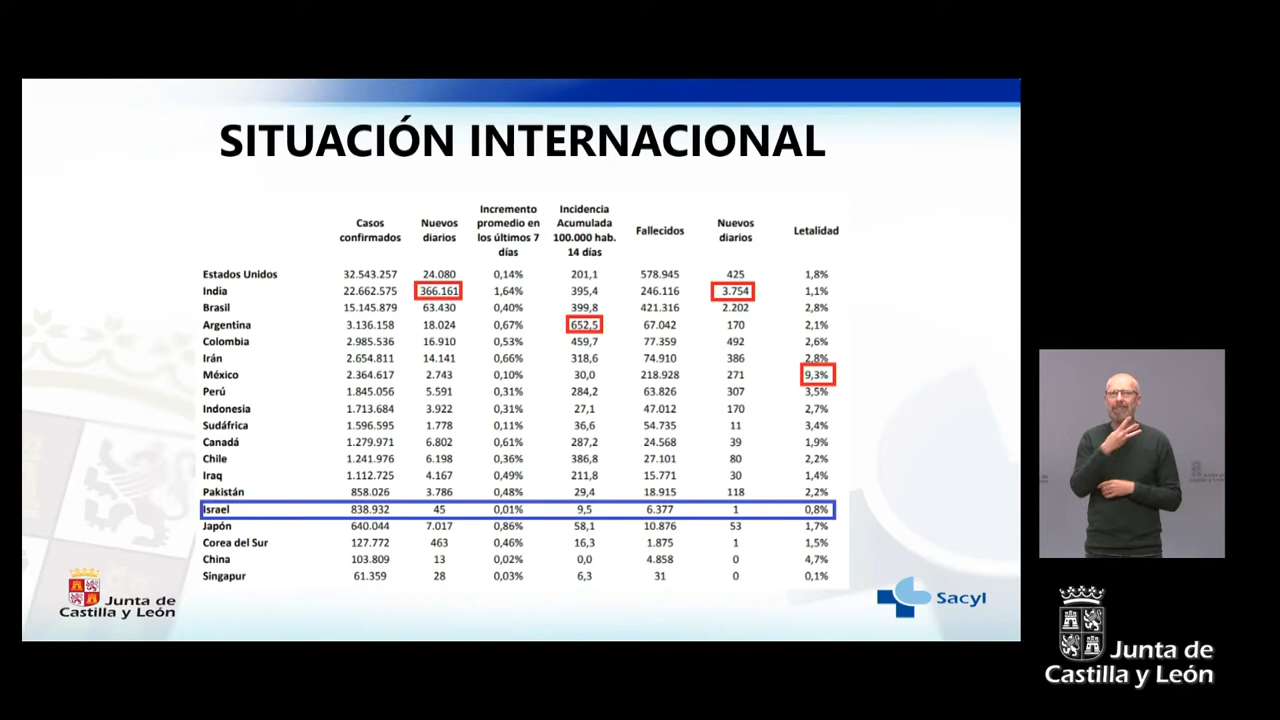 SITUACIÓN INTERNACIONAL
Casos confirmados Nuevos diarios Incremento promedio en los últimos 7 días Incidencia Acumulada 100.000 hab. 14 días Fallecidos Nuevos diarios Letalidad
Estados Unidos 32.543.257 24.080 0,14% 201,1 578.945 425 1,8%
India 22.662.575 366.161 1,64% 395,4 246.116 3.754 1,1%
Brasil 15.145.879 63.430 0,40% 399,8 421.316 2.202 2,8%
Argentina 3.136.158 18.024 0,67% 652,5 67.042 170 2,1%
Colombia 2.985.536 16.910 0,53% 459,7 77.359 492 2,6%
Irán 2.654.811 14.141 0,66% 318,6 74.910 386 2,8%
México 2.364.617 2.743 0,10% 30,0 218.928 271 9,3%
Perú 1.845.056 5.591 0,31% 284,2 63.826 307 3,5%
Indonesia 1.713.684 3.922 0,31% 27,1 47.012 170 2,7%
Sudáfrica 1.596.595 1.778 0,11% 36,6 54.735 11 3,4%
Canadá 1.279.971 6.802 0,61% 287,2 24.568 39 1,9%
Chile 1.241.976 6.198 0,36% 386,8 27.101 80 2,2%
Iraq 1.112.725 4.167 0,49% 211,8 15.771 30 1,4%
Pakistán 858.026 3.786 0,48% 29,4 18.915 118 2,2%
Israel 838.932 45 0,01% 9,5 6.377 1 0,8%
Japón 640.044 7.017 0,86% 58,1 10.876 53 1,7%
Corea del Sur 127.772 463 0,46% 16,3 1.875 1 1,5%
China 103.809 13 0,02% 0,0 4.858 0 4,7%
Singapur 61.359 28 0,03% 6,3 31 0 0,1%
Junta de
Castilla y León
Sacyl
Junta de
Castilla y León